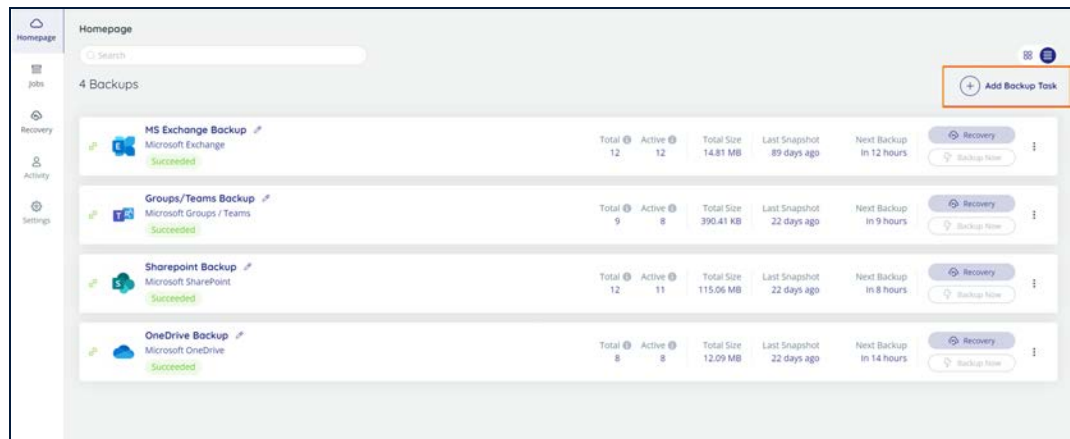 Homepage
Jobs
Recovery
Activity
Settings
Homepage
Search
4 Backups
Add Backup Task
MS Exchange Backup
Microsoft Exchange
Succeeded
Total Active Total Size Last Snapshot Next Backup
12 12 14.81 MB 89 days ago In 12 hours
Recovery
Backup Now
Groups/Teams Backup
Microsoft Groups / Teams
Succeeded
Total Active Total Size Last Snapshot Next Backup
9 8 390.41 KB 22 days ago In 9 hours
Recovery
Backup Now
Sharepoint Backup
Microsoft SharePoint
Succeeded
Total Active Total Size Last Snapshot Next Backup
12 11 115.06 MB 22 days ago In 8 hours
Recovery
Backup Now
OneDrive Backup
Microsoft OneDrive
Succeeded
Total Active Total Size Last Snapshot Next Backup
8 8 12.09 MB 22 days ago In 14 hours
Recovery
Backup Now